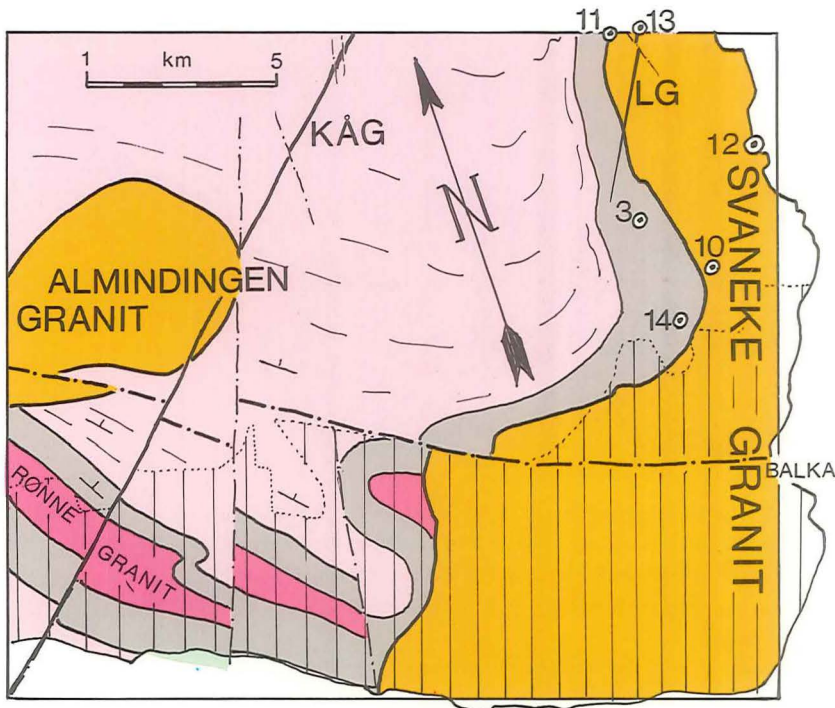 11
13
1 km 5
LG
KÅG
12
N
3
10
ALMINDINGEN
GRANIT
14
SVANEKE GRANIT
BALKA
RØNNE
GRANIT